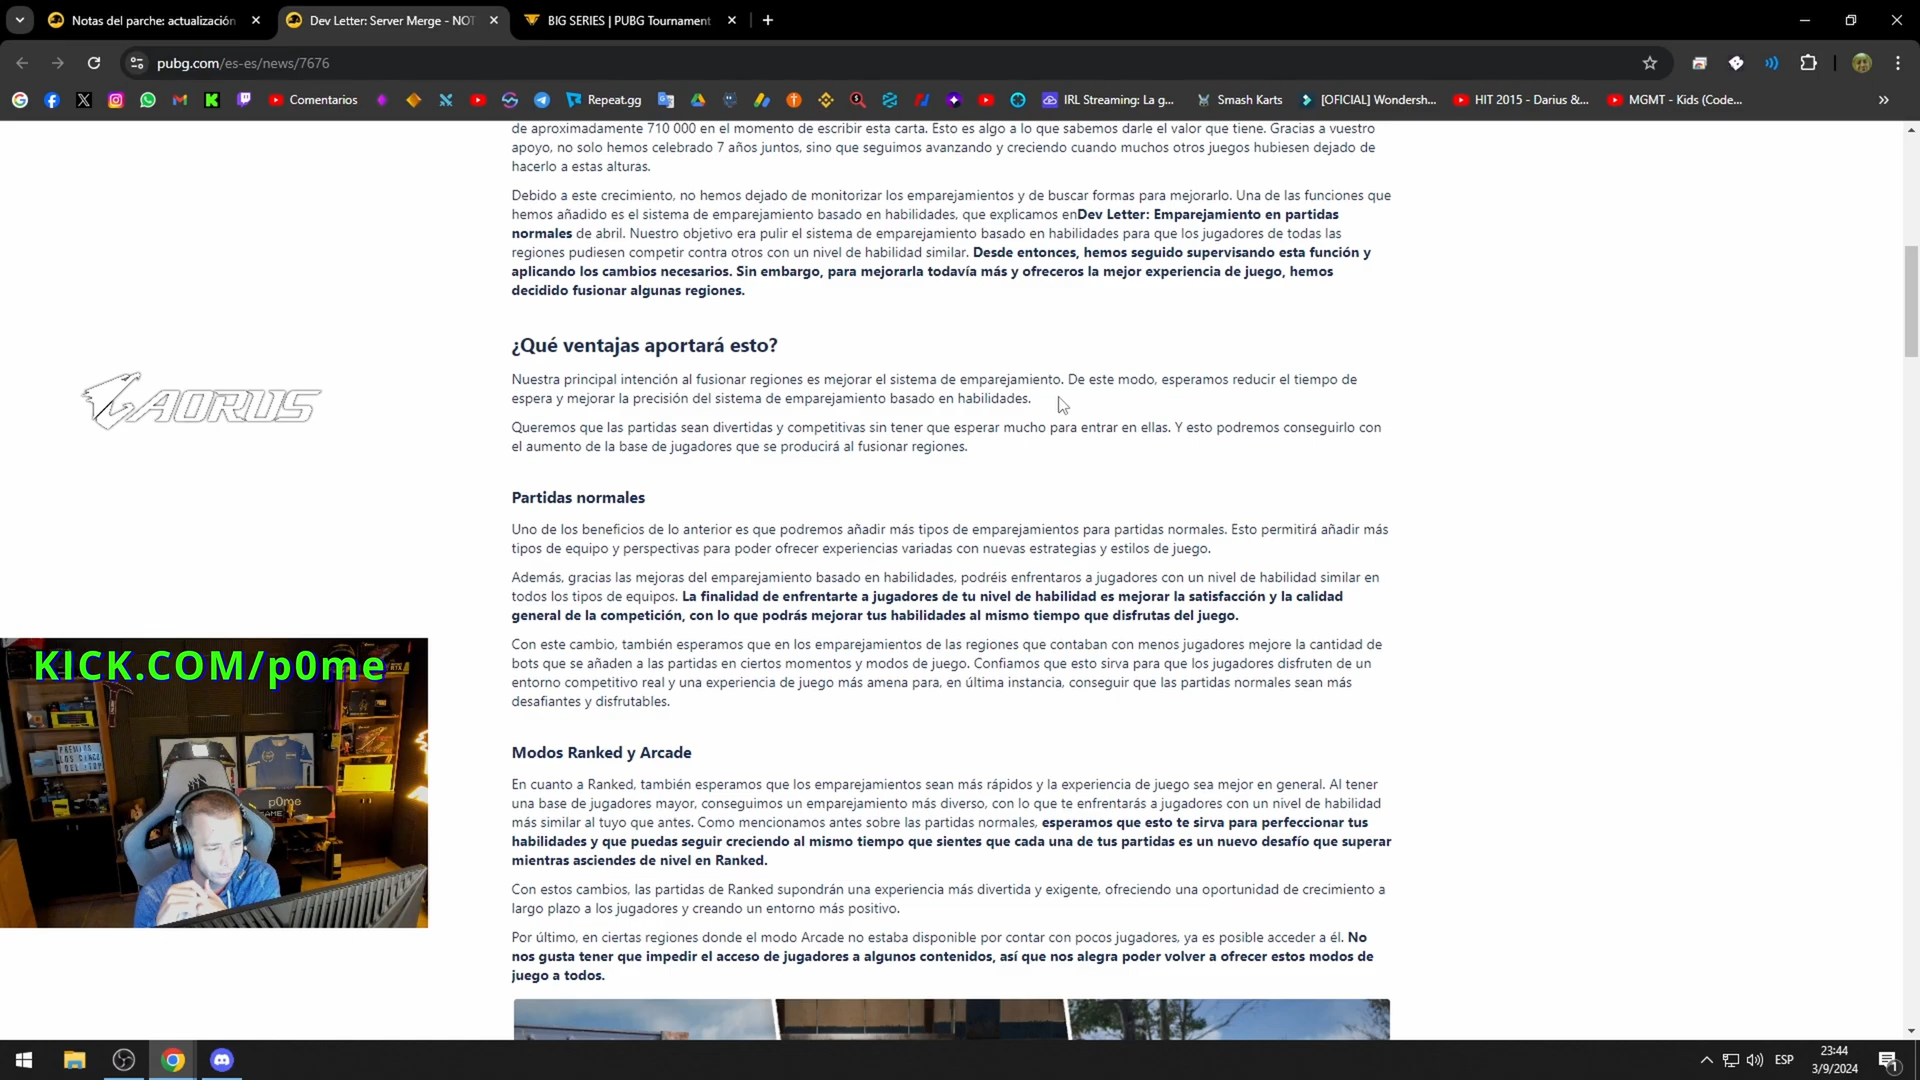 Notas del parche: actualización
Dev Letter: Server Merge - NOT
BIG SERIES | PUBG Tournament
pubg.com/es-es/news/7676
Comentarios
Repeat.gg
IRL Streaming: La g...
Smash Karts
[OFICIAL] Wondersh...
HIT 2015 - Darius &...
MGMT - Kids (Code...
de aproximadamente 710 000 en el momento de escribir esta carta. Esto es algo a lo que sabemos darle el valor que tiene. Gracias a vuestro
apoyo, no solo hemos celebrado 7 años juntos, sino que seguimos avanzando y creciendo cuando muchos otros juegos hubiesen dejado de
hacerlo a estas alturas.
Debido a este crecimiento, no hemos dejado de monitorizar los emparejamientos y de buscar formas para mejorarlo. Una de las funciones que
hemos añadido es el sistema de emparejamiento basado en habilidades, que explicamos enDev Letter: Emparejamiento en partidas
normales de abril. Nuestro objetivo era pulir el sistema de emparejamiento basado en habilidades para que los jugadores de todas las
regiones pudiesen competir contra otros con un nivel de habilidad similar. Desde entonces, hemos seguido supervisando esta función y
aplicando los cambios necesarios. Sin embargo, para mejorarla todavía más y ofreceros la mejor experiencia de juego, hemos
decidido fusionar algunas regiones.
¿Qué ventajas aportará esto?
Nuestra principal intención al fusionar regiones es mejorar el sistema de emparejamiento. De este modo, esperamos reducir el tiempo de
espera y mejorar la precisión del sistema de emparejamiento basado en habilidades.
AORUS
Queremos que las partidas sean divertidas y competitivas sin tener que esperar mucho para entrar en ellas. Y esto podremos conseguirlo con
el aumento de la base de jugadores que se producirá al fusionar regiones.
Partidas normales
Uno de los beneficios de lo anterior es que podremos añadir más tipos de emparejamientos para partidas normales. Esto permitirá añadir más
tipos de equipo y perspectivas para poder ofrecer experiencias variadas con nuevas estrategias y estilos de juego.
Además, gracias las mejoras del emparejamiento basado en habilidades, podréis enfrentaros a jugadores con un nivel de habilidad similar en
todos los tipos de equipos. La finalidad de enfrentarte a jugadores de tu nivel de habilidad es mejorar la satisfacción y la calidad
general de la competición, con lo que podrás mejorar tus habilidades al mismo tiempo que disfrutas del juego.
Con este cambio, también esperamos que en los emparejamientos de las regiones que contaban con menos jugadores mejore la cantidad de
bots que se añaden a las partidas en ciertos momentos y modos de juego. Confiamos que esto sirva para que los jugadores disfruten de un
entorno competitivo real y una experiencia de juego más amena para, en última instancia, conseguir que las partidas normales sean más
desafiantes y disfrutables.
KICK.COM/p0me
PREMIOS
p0me
Modos Ranked y Arcade
En cuanto a Ranked, también esperamos que los emparejamientos sean más rápidos y la experiencia de juego sea mejor en general. Al tener
una base de jugadores mayor, conseguimos un emparejamiento más diverso, con lo que te enfrentarás a jugadores con un nivel de habilidad
más similar al tuyo que antes. Como mencionamos antes sobre las partidas normales, esperamos que esto te sirva para perfeccionar tus
habilidades y que puedas seguir creciendo al mismo tiempo que sientes que cada una de tus partidas es un nuevo desafío que superar
mientras asciendes de nivel en Ranked.
Con estos cambios, las partidas de Ranked supondrán una experiencia más divertida y exigente, ofreciendo una oportunidad de crecimiento a
largo plazo a los jugadores y creando un entorno más positivo.
Por último, en ciertas regiones donde el modo Arcade no estaba disponible por contar con pocos jugadores, ya es posible acceder a él. No
nos gusta tener que impedir el acceso de jugadores a algunos contenidos, así que nos alegra poder volver a ofrecer estos modos de
juego a todos.
ESP
23:44
3/9/2024
1